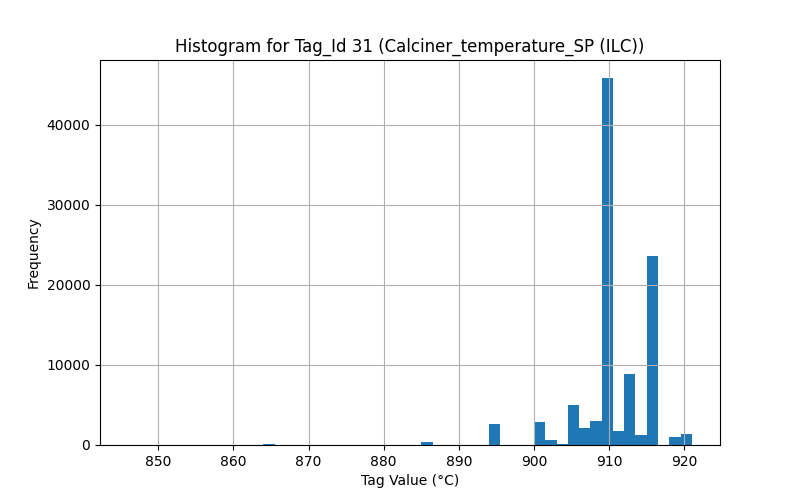 Histogram for Tag_Id 31 (Calciner_temperature_SP (ILC))
Frequency
40000
30000
20000
10000
0
850 860 870 880 890 900 910 920
Tag Value (°C)